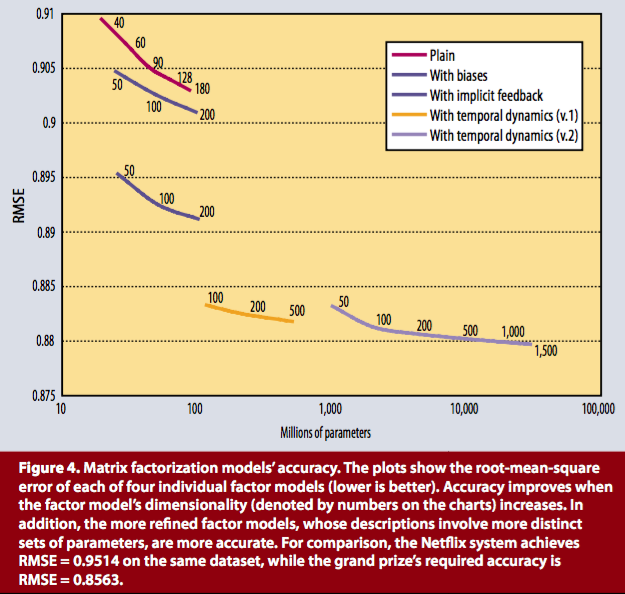 0.91
0.905
0.9
0.895
0.89
0.885
0.88
0.875
RMSE
40
60
90
128
180
50
100
200
50
100
200
100
200
500
50
100
200
500
1,000
1,500
Plain
With biases
With implicit feedback
With temporal dynamics (v.1)
With temporal dynamics (v.2)
10
100
1,000
10,000
100,000
Millions of parameters
Figure 4. Matrix factorization models’ accuracy. The plots show the root-mean-square
error of each of four individual factor models (lower is better). Accuracy improves when
the factor model’s dimensionality (denoted by numbers on the charts) increases. In
addition, the more refined factor models, whose descriptions involve more distinct
sets of parameters, are more accurate. For comparison, the Netflix system achieves
RMSE = 0.9514 on the same dataset, while the grand prize’s required accuracy is
RMSE = 0.8563.